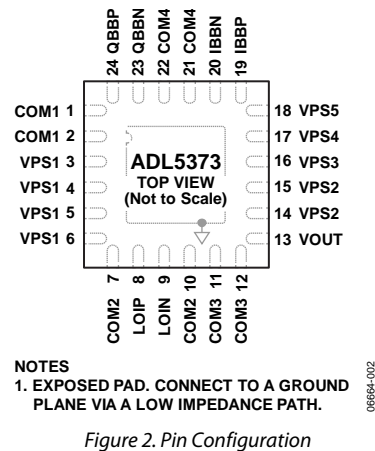 24 QBBP
23 QBBN
22 COM4
21 COM4
20 IBBN
19 IBBP
COM1 1
COM1 2
VPS1 3
VPS1 4
VPS1 5
VPS1 6
18 VPS5
17 VPS4
16 VPS3
15 VPS2
14 VPS2
13 VOUT
ADL5373
TOP VIEW
(Not to Scale)
COM2 7
LOIP 8
LOIN 9
COM2 10
COM3 11
COM3 12
NOTES
1. EXPOSED PAD. CONNECT TO A GROUND
PLANE VIA A LOW IMPEDANCE PATH.
06664-002
Figure 2. Pin Configuration